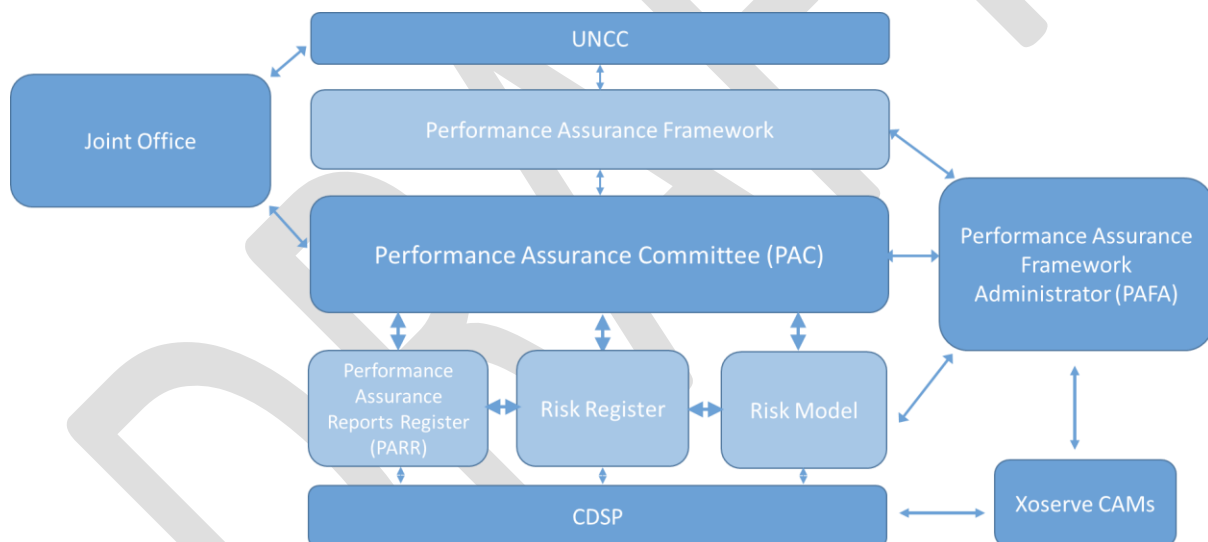 UNCC
Joint Office
Performance Assurance Framework
Performance Assurance Committee (PAC)
Performance Assurance
Framework
Administrator (PAFA)
Performance
Assurance
Reports Register
(PARR)
Risk Register
Risk Model
CDSP
Xoserve CAMs
DRAFT